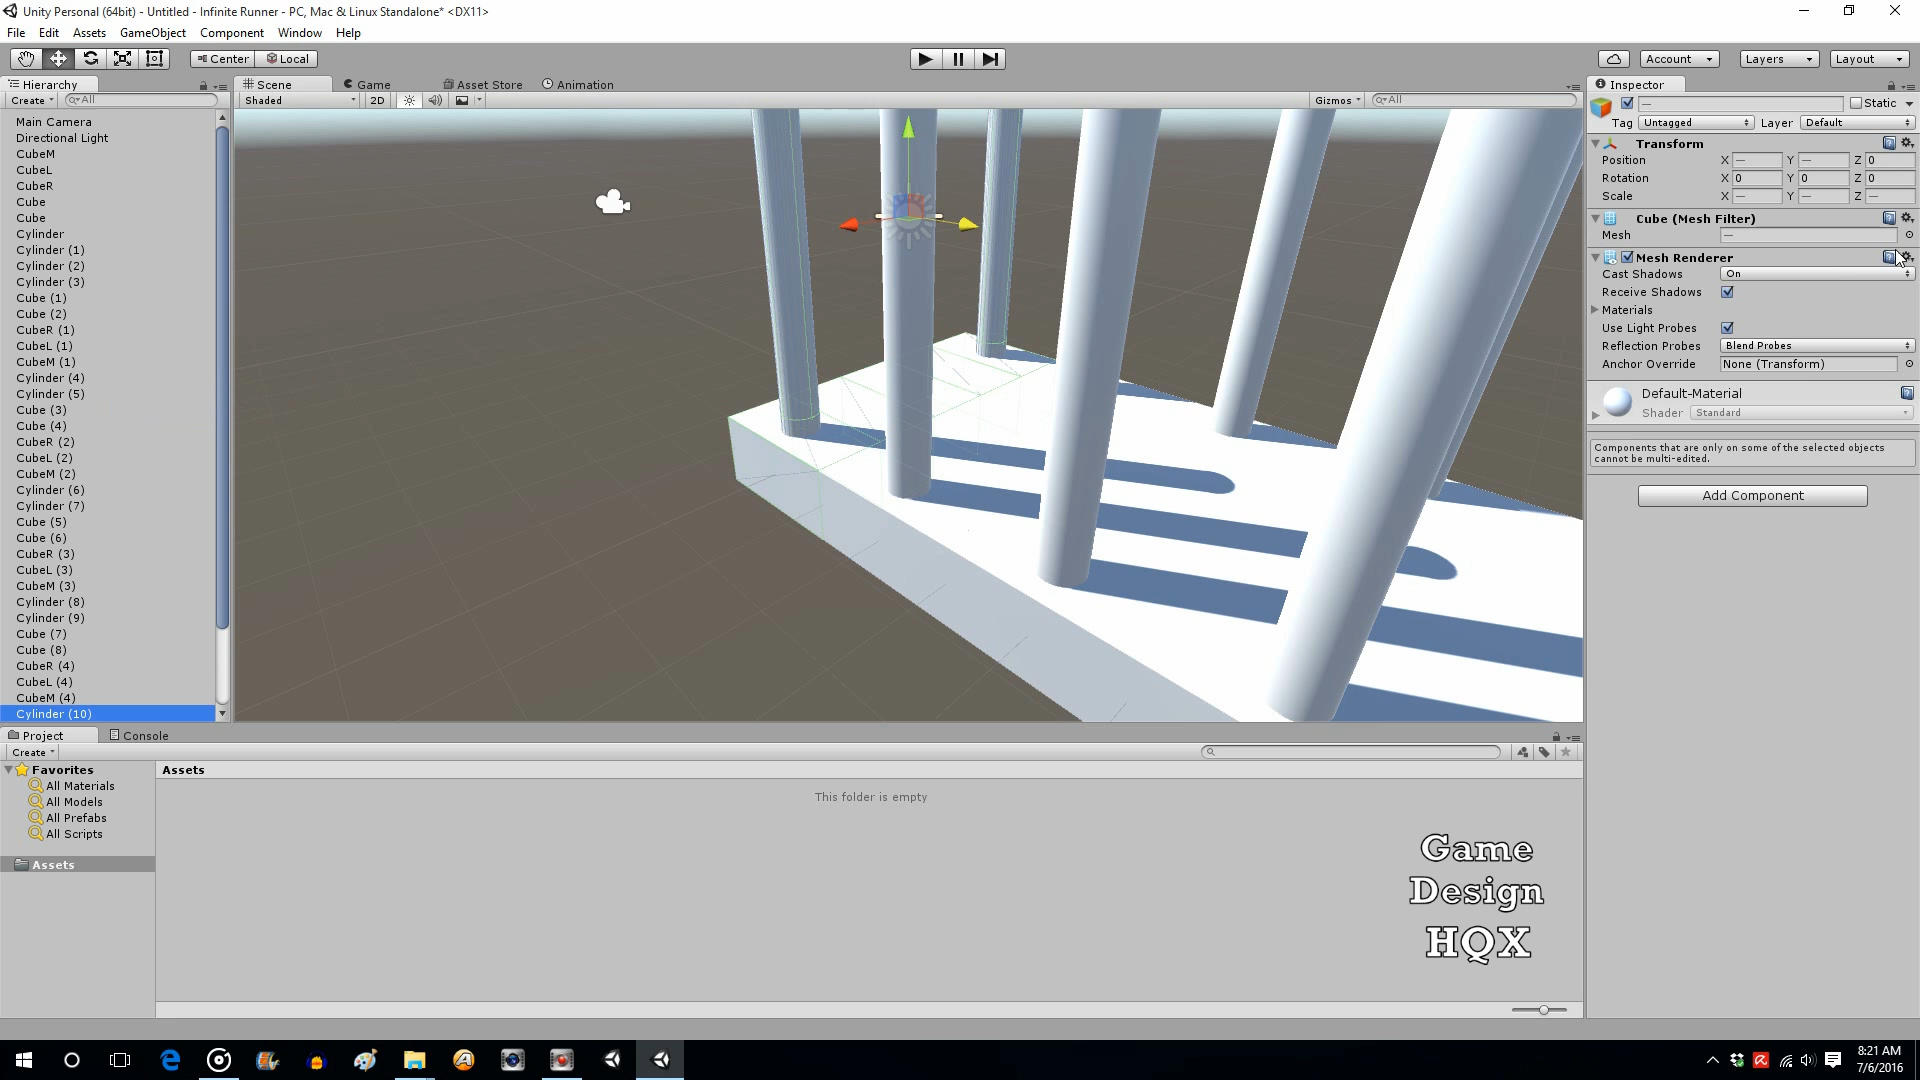 Unity Personal (64bit) - Untitled - Infinite Runner - PC, Mac & Linux Standalone* <DX11>
File Edit Assets GameObject Component Window Help
Center Local Account Layers Layout
Hierarchy
Create All
Main Camera
Directional Light
CubeM
CubeL
CubeR
Cube
Cube
Cylinder
Cylinder (1)
Cylinder (2)
Cylinder (3)
Cube (1)
Cube (2)
CubeR (1)
CubeL (1)
CubeM (1)
Cylinder (4)
Cylinder (5)
Cube (3)
Cube (4)
CubeR (2)
CubeL (2)
CubeM (2)
Cylinder (6)
Cylinder (7)
Cube (5)
Cube (6)
CubeR (3)
CubeL (3)
CubeM (3)
Cylinder (8)
Cylinder (9)
Cube (7)
Cube (8)
CubeR (4)
CubeL (4)
CubeM (4)
Cylinder (10)
Scene Game Asset Store Animation
Shaded 2D Gizmos All
Inspector
— Static
Tag Untagged Layer Default
Transform
Position X — Y — Z 0
Rotation X 0 Y 0 Z 0
Scale X — Y — Z —
Cube (Mesh Filter)
Mesh —
Mesh Renderer
Cast Shadows On
Receive Shadows
Materials
Use Light Probes
Reflection Probes Blend Probes
Anchor Override None (Transform)
Default-Material
Shader Standard
Components that are only on some of the selected objects
cannot be multi-edited.
Add Component
Project Console
Create
Favorites
All Materials
All Models
All Prefabs
All Scripts
Assets
Assets
This folder is empty
Game
Design
HQX
8:21 AM
7/6/2016